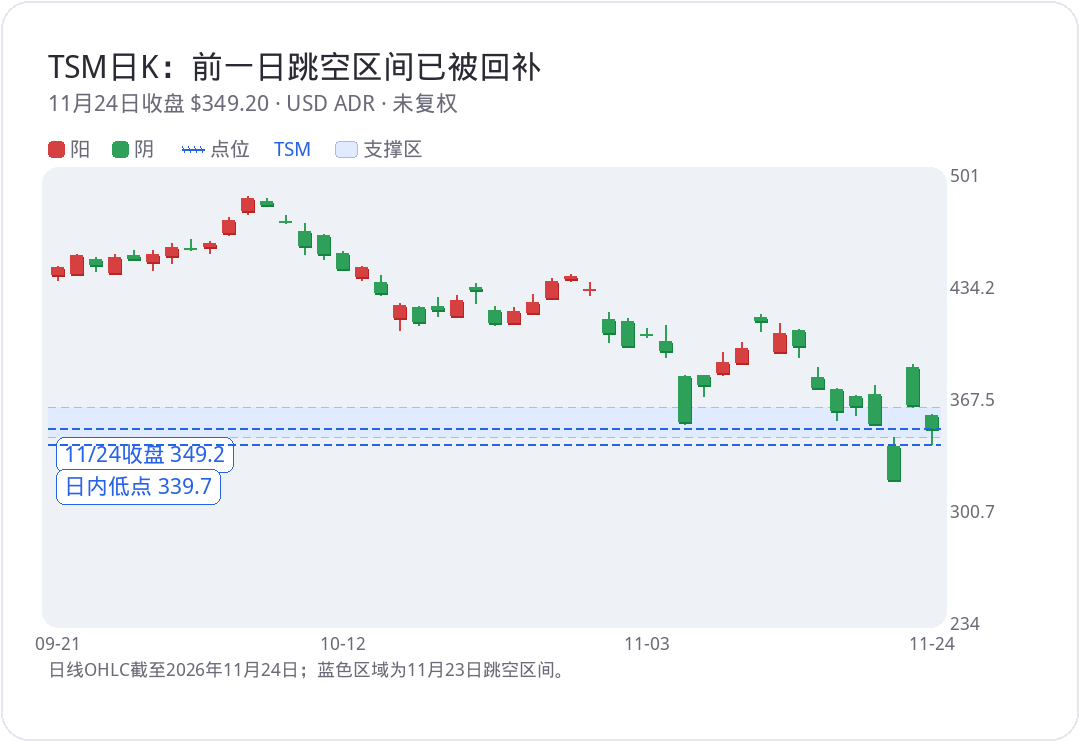 TSM日K：前一日跳空区间已被回补
11月24日收盘 $349.20 · USD ADR · 未复权
阳 阴 点位 TSM 支撑区
501
434.2
367.5
300.7
234
11/24收盘 349.2
日内低点 339.7
09-21 10-12 11-03 11-24
日线OHLC截至2026年11月24日；蓝色区域为11月23日跳空区间。